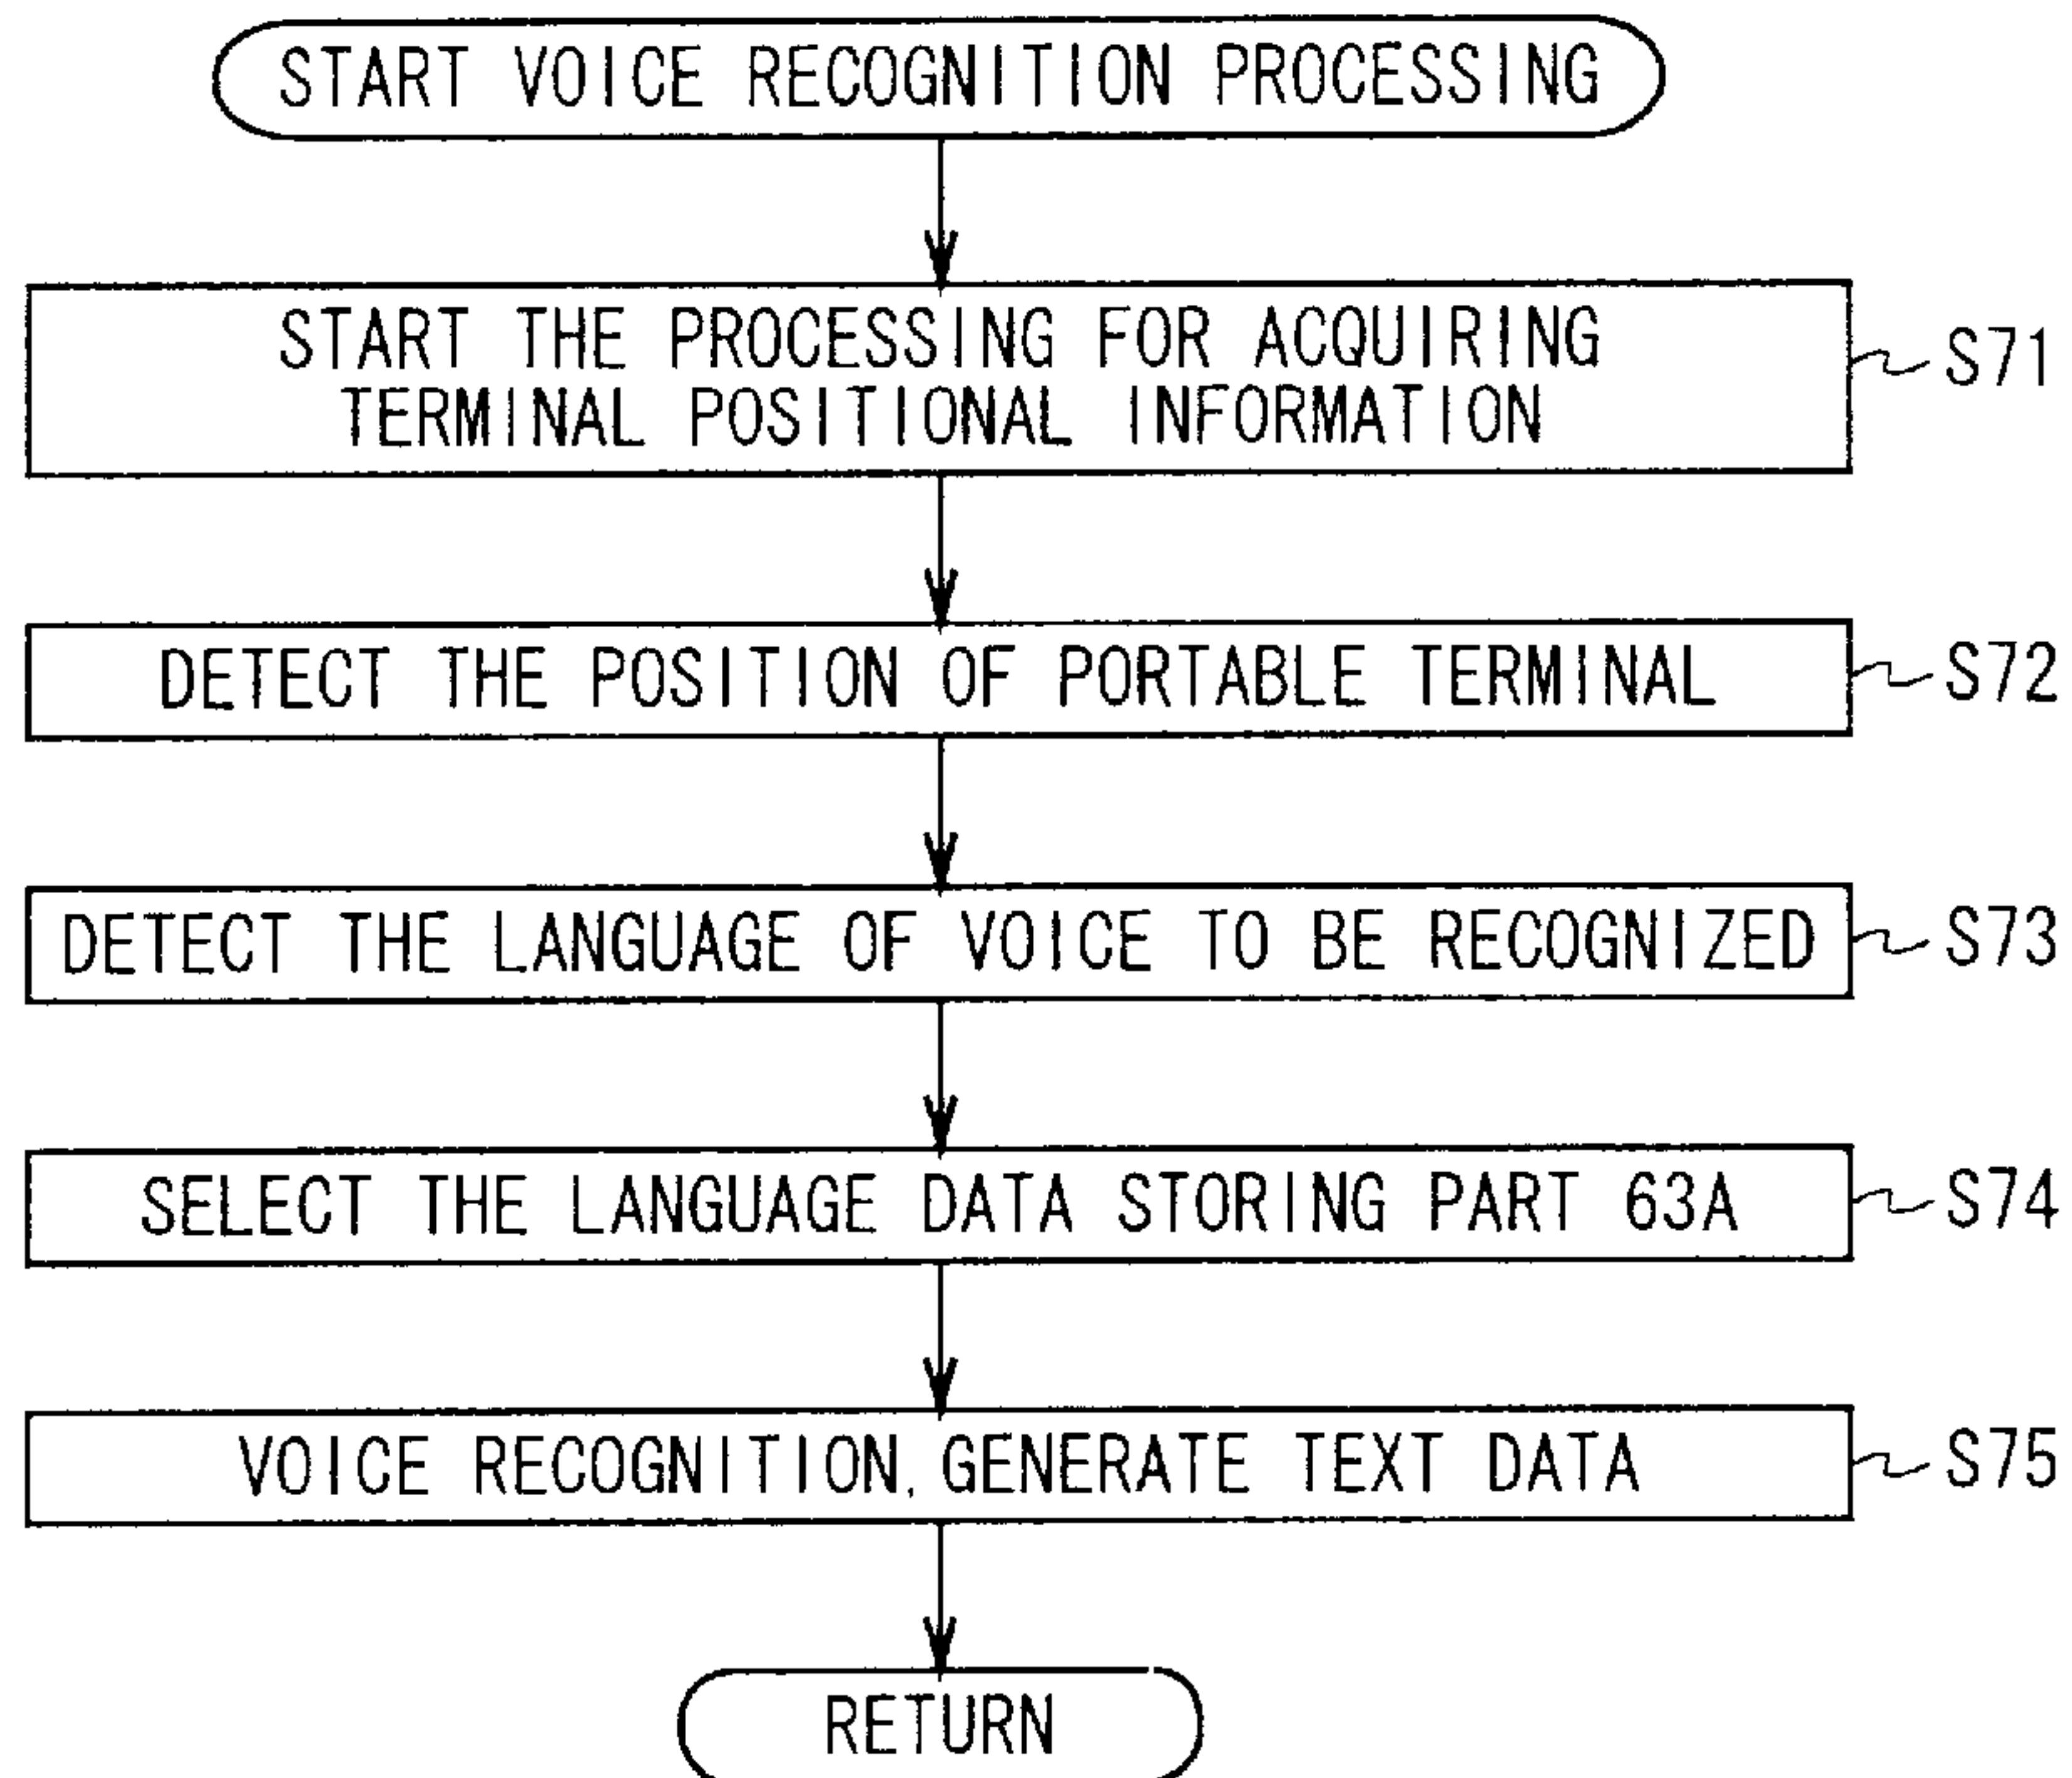 START VOICE RECOGNITION PROCESSING
START THE PROCESSING FOR ACQUIRING
TERMINAL POSITIONAL INFORMATION
S71
DETECT THE POSITION OF PORTABLE TERMINAL
S72
DETECT THE LANGUAGE OF VOICE TO BE RECOGNIZED
S73
SELECT THE LANGUAGE DATA STORING PART 63A
S74
VOICE RECOGNITION, GENERATE TEXT DATA
S75
RETURN